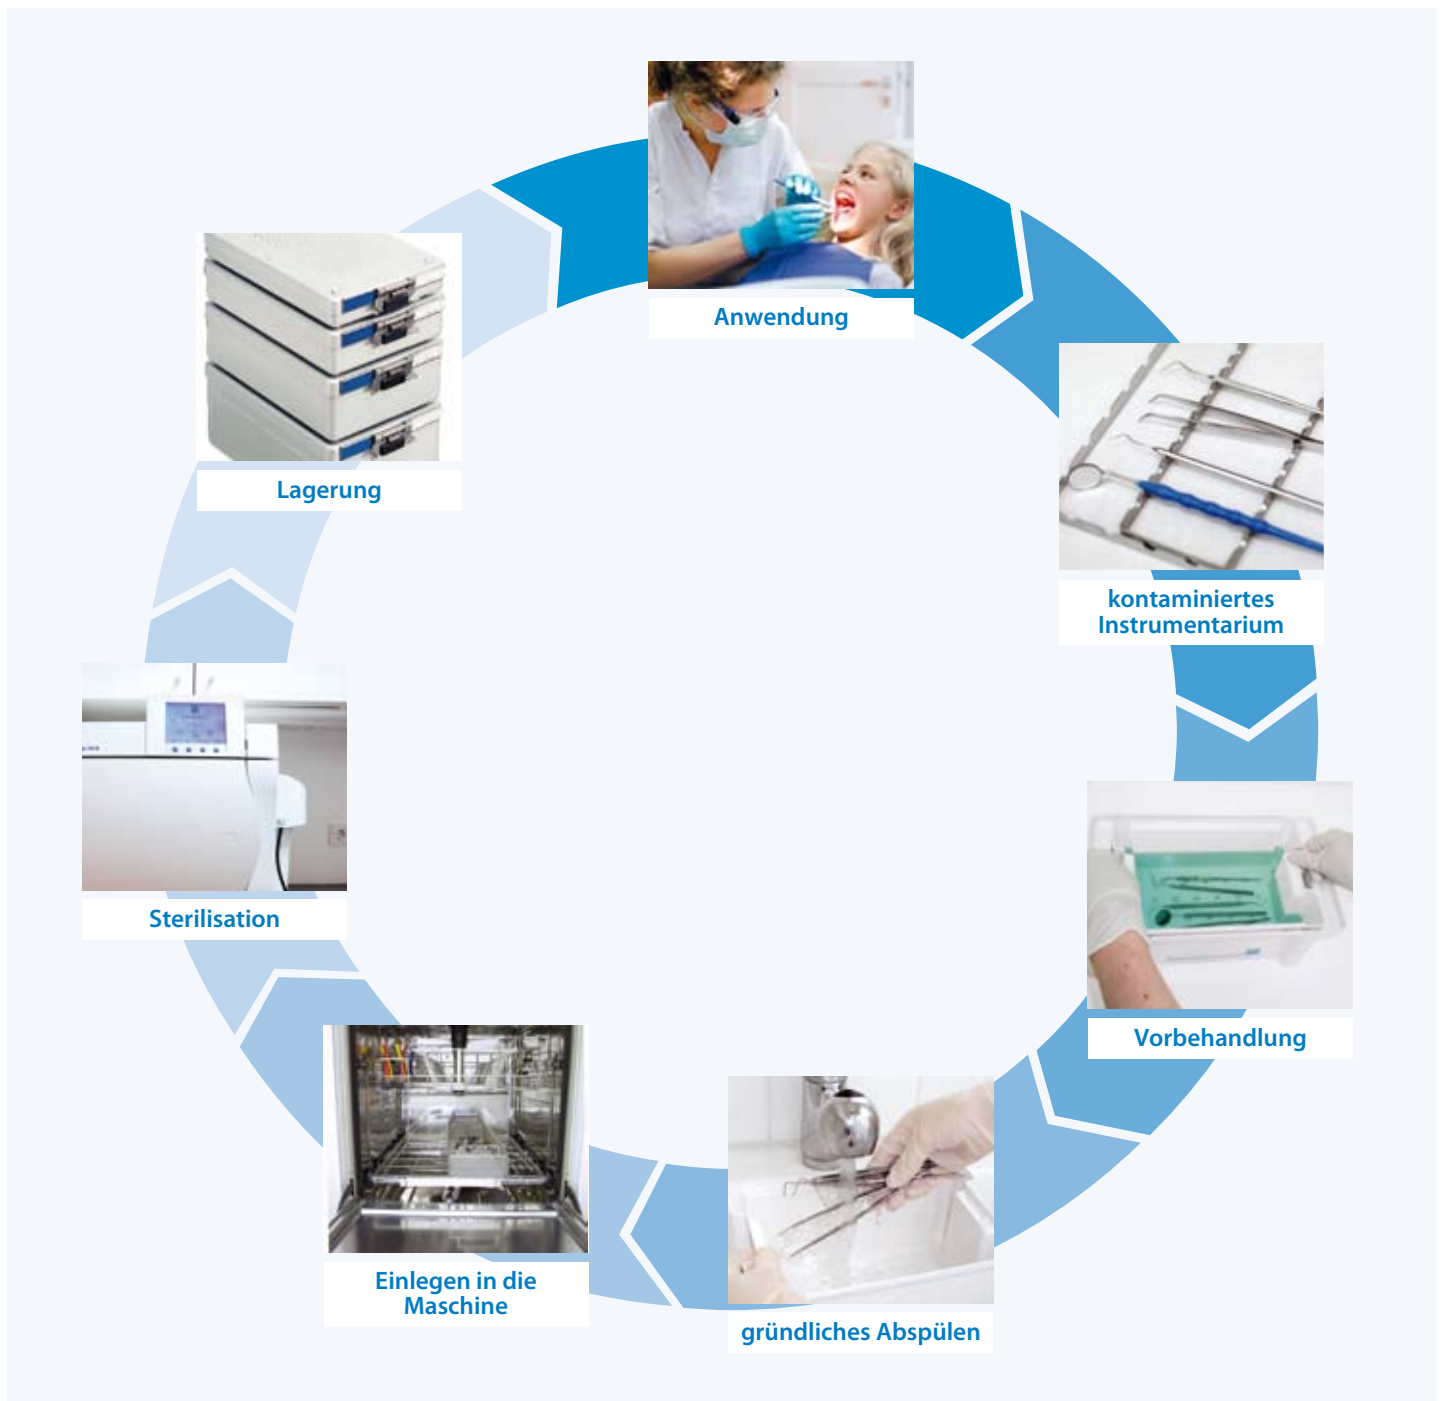 Anwendung
kontaminiertes
Instrumentarium
Vorbehandlung
gründliches Abspülen
Einlegen in die
Maschine
Sterilisation
Lagerung